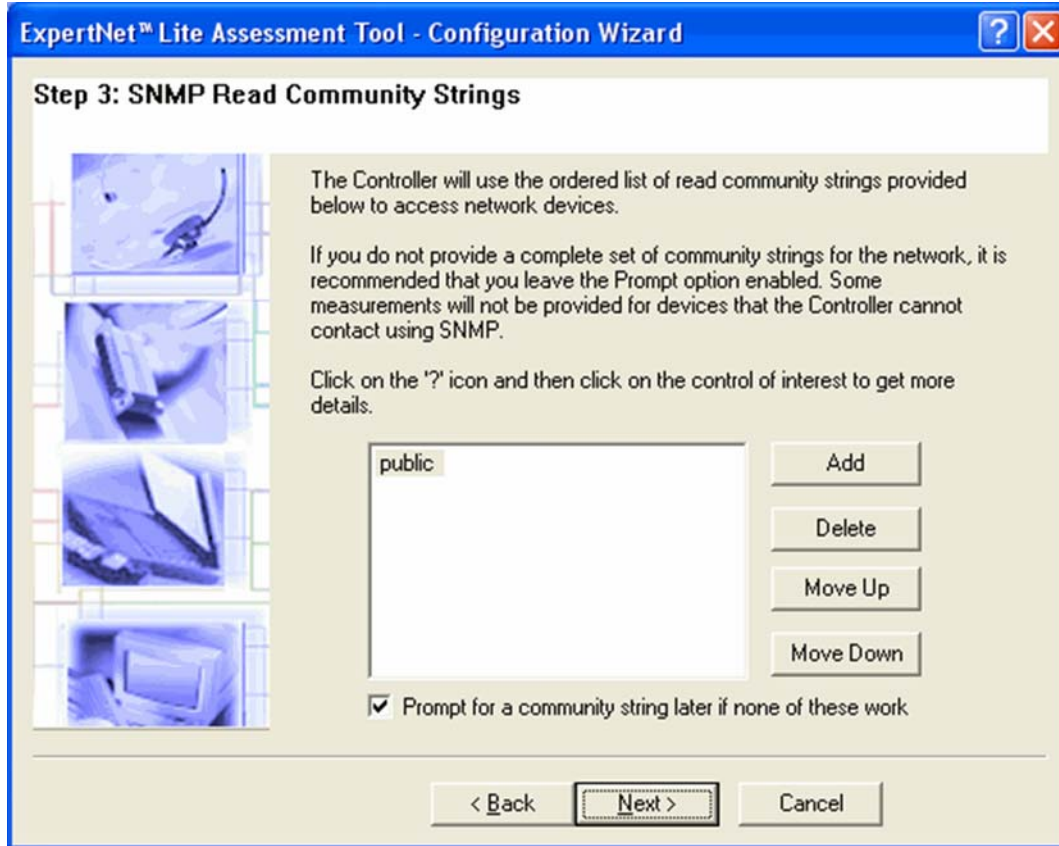 ExpertNet™ Lite Assessment Tool - Configuration Wizard
?
Step 3: SNMP Read Community Strings
The Controller will use the ordered list of read community strings provided
below to access network devices.
If you do not provide a complete set of community strings for the network, it is
recommended that you leave the Prompt option enabled. Some
measurements will not be provided for devices that the Controller cannot
contact using SNMP.
Click on the '?' icon and then click on the control of interest to get more
details.
public
Add
Delete
Move Up
Move Down
Prompt for a community string later if none of these work
< Back
Next >
Cancel